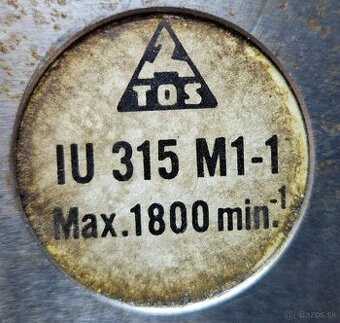 TOS
IU 315 M1-1
Max.1800 min.-1
© Bazos.sk